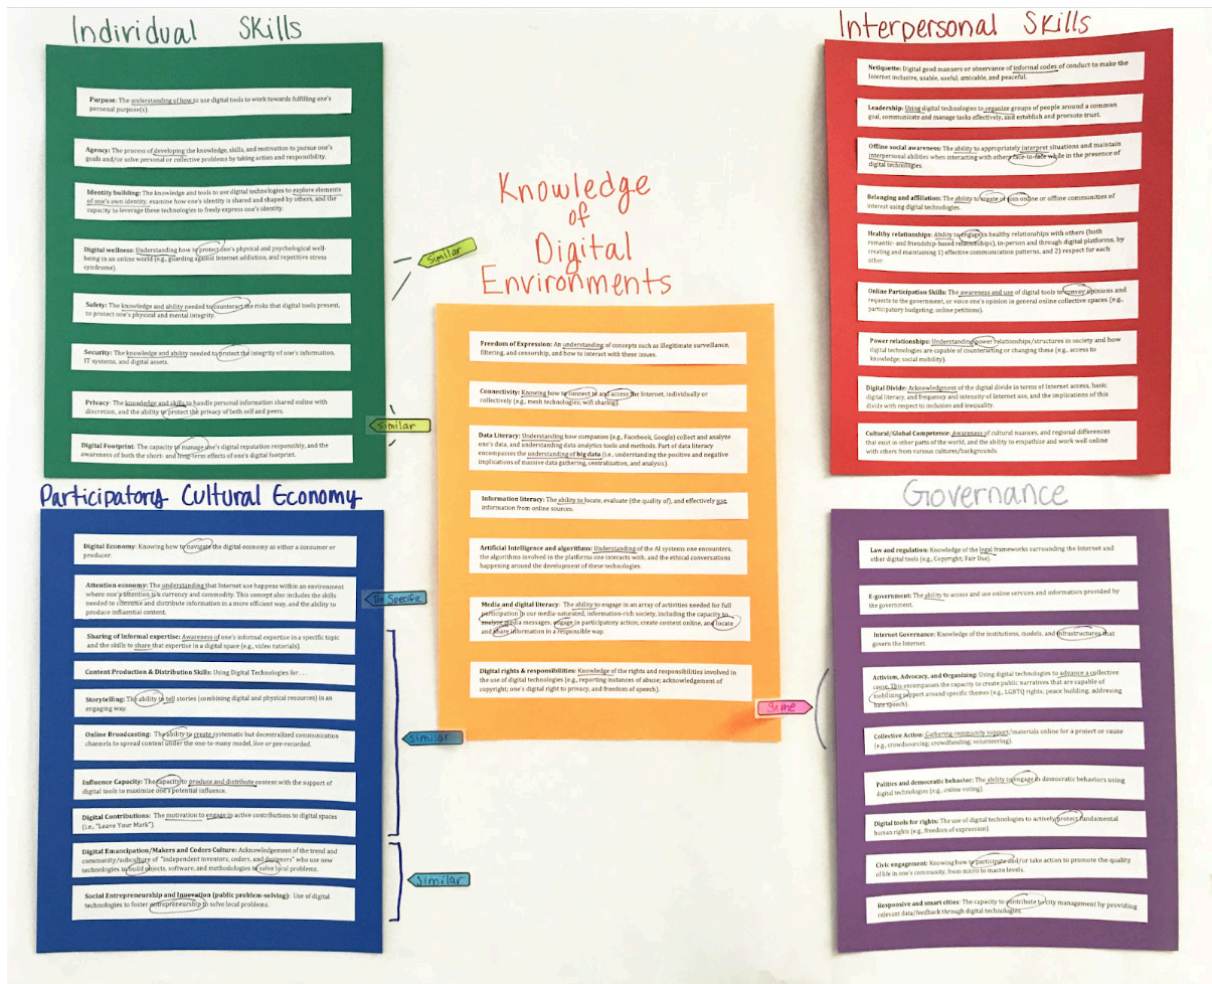 Individual Skills
Purpose: The understanding of how to use digital tools to work towards fulfilling one's
personal purpose(s).
Agency: The process of developing the knowledge, skills, and motivation to pursue one's
goals and/or solve personal or collective problems by taking action and responsibility.
Identity building: The knowledge and tools to use digital technologies to explore elements
of one's own identity, examine how one's identity is shared and shaped by others, and the
capacity to leverage these technologies to freely express one's identity.
Digital wellness: Understanding how to protect one's physical and psychological well-
being in an online world (e.g., guarding against Internet addiction, and repetitive stress
syndrome).
Safety: The knowledge and ability needed to counteract the risks that digital tools present,
to protect one's physical and mental integrity.
Security: The knowledge and ability needed to protect the integrity of one's information,
IT systems, and digital assets.
Privacy: The knowledge and skills to handle personal information shared online with
discretion, and the ability to protect the privacy of both self and peers.
Digital Footprint: The capacity to manage one's digital reputation responsibly, and the
awareness of both the short- and long-term effects of one's digital footprint.
Similar
Similar
Participatory Cultural Economy
Digital Economy: Knowing how to navigate the digital economy as either a consumer or
producer.
Attention economy: The understanding that Internet use happens within an environment
where one's attention is a currency and commodity. This concept also includes the skills
needed to and distribute information in a more efficient way, and the ability to
produce influential content.
Sharing of informal expertise: Awareness of one's informal expertise in a specific topic
and the skills to share that expertise in a digital space (e.g., video tutorials).
Content Production & Distribution Skills: Using Digital Technologies for . . .
Storytelling: The ability to tell stories (combining digital and physical resources) in an
engaging way.
Online Broadcasting: The ability to create systematic but decentralised communication
channels to spread content under the one-to-many model, live or pre-recorded.
Influence Capacity: The capacity to produce and distribute content with the support of
digital tools to maximize one's potential influence.
Digital Contributions: The motivation to engage in active contributions to digital spaces
(i.e., "Leave Your Mark")
Digital Emancipation/Makers and Coders Culture: Acknowledgement of the trend and
community/subculture of "independent inventors, coders, and designers" who use new
technologies to build objects, software, and methodologies to solve local problems.
Social Entrepreneurship and Innovation (public problem-solving): Use of digital
technologies to foster entrepreneurship to solve local problems.
Too Specific
Similar
Similar
Knowledge
of
Digital
Environments
Freedom of Expression: An understanding of concepts such as illegitimate surveillance,
filtering, and censorship, and how to interact with these issues.
Connectivity: Knowing how to connect to and access the Internet, individually or
collectively (e.g., mesh technologies; wifi sharing).
Data Literacy: Understanding how companies (e.g., Facebook, Google) collect and analyze
one's data, and understanding data analytics tools and methods. Part of data literacy
encompasses the understanding of big data (i.e., understanding the positive and negative
implications of massive data gathering, centralization, and analysis).
Information literacy: The ability to locate, evaluate (the quality of), and effectively use
information from online sources.
Artificial Intelligence and algorithms: Understanding of the AI systems one encounters,
the algorithms involved in the platforms one interacts with, and the ethical conversations
happening around the development of these technologies.
Media and digital literacy: The ability to engage in an array of activities needed for full
participation in our media-saturated, information-rich society, including the capacity to
analyze media messages, engage in participatory action; create content online, and locate
and share information in a responsible way.
Digital rights & responsibilities: Knowledge of the rights and responsibilities involved in
the use of digital technologies (e.g., reporting instances of abuse; acknowledgement of
copyright; one's digital right to privacy, and freedom of speech).
Same
Interpersonal Skills
Netiquette: Digital good manners or observance of informal codes of conduct to make the
Internet inclusive, usable, useful, amicable, and peaceful.
Leadership: Using digital technologies to organize groups of people around a common
goal, communicate and manage tasks effectively, and establish and promote trust.
Offline social awareness: The ability to appropriately interpret situations and maintain
interpersonal abilities when interacting with others face-to-face while in the presence of
digital technologies.
Belonging and affiliation: The ability to create or join online or offline communities of
interest using digital technologies.
Healthy relationships: Ability to engage in healthy relationships with others (both
romantic- and friendship-based relationships), in-person and through digital platforms, by
creating and maintaining 1) effective communication patterns, and 2) respect for each
other.
Online Participation Skills: The awareness and use of digital tools to convey opinions and
requests to the government, or voice one's opinion in general online collective spaces (e.g.,
participatory budgeting, online petitions).
Power relationships: Understanding power relationships/structures in society and how
digital technologies are capable of counteracting or changing these (e.g., access to
knowledge; social mobility).
Digital Divide: Acknowledgment of the digital divide in terms of Internet access, basic
digital literacy, and frequency and intensity of Internet use, and the implications of this
divide with respect to inclusion and inequality.
Cultural/Global Competence: Awareness of cultural nuances, and regional differences
that exist in other parts of the world, and the ability to empathize and work well online
with others from various cultures/backgrounds.
Governance
Law and regulation: Knowledge of the legal frameworks surrounding the Internet and
other digital tools (e.g., Copyright, Fair Use).
E-government: The ability to access and use online services and information provided by
the government.
Internet Governance: Knowledge of the institutions, models, and infrastructures that
govern the Internet.
Activism, Advocacy, and Organizing: Using digital technologies to advance a collective
cause. This encompasses the capacity to create public narratives that are capable of
mobilizing support around specific themes (e.g., LGBTQ rights; peace building; addressing
hate speech).
Collective Action: Gathering community support/materials online for a project or cause
(e.g., crowdsourcing; crowdfunding; volunteering).
Politics and democratic behavior: The ability to engage in democratic behaviors using
digital technologies (e.g., online voting).
Digital tools for rights: The use of digital technologies to actively protect fundamental
human rights (e.g., freedom of expression).
Civic engagement: Knowing how to participate and/or take action to promote the quality
of life in one's community, from micro to macro levels.
Responsive and smart cities: The capacity to contribute to city management by providing
relevant data/feedback through digital technologies.